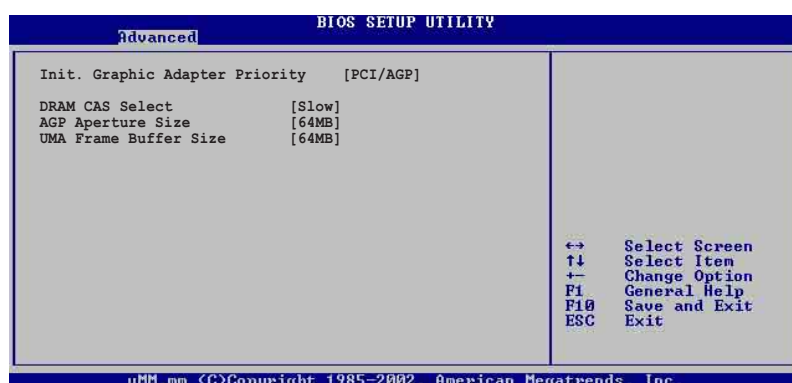 BIOS SETUP UTILITY
Advanced
Init. Graphic Adapter Priority [PCI/AGP]
DRAM CAS Select [Slow]
AGP Aperture Size [64MB]
UMA Frame Buffer Size [64MB]
↔ Select Screen
↑↓ Select Item
+- Change Option
F1 General Help
F10 Save and Exit
ESC Exit
(C)Copyright 1985-2002, American Megatrends, Inc